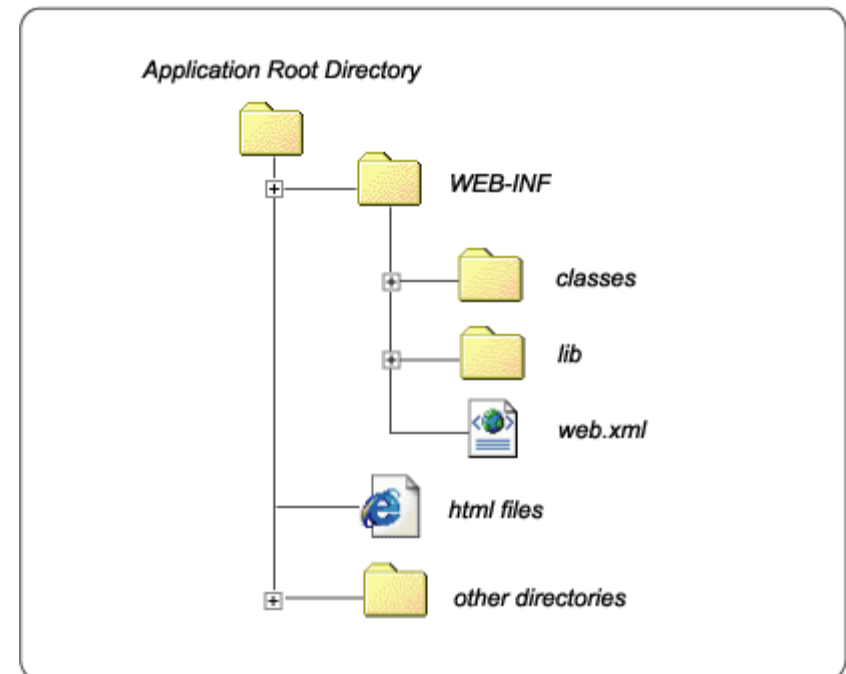 Application Root Directory
WEB-INF
classes
lib
web.xml
html files
other directories